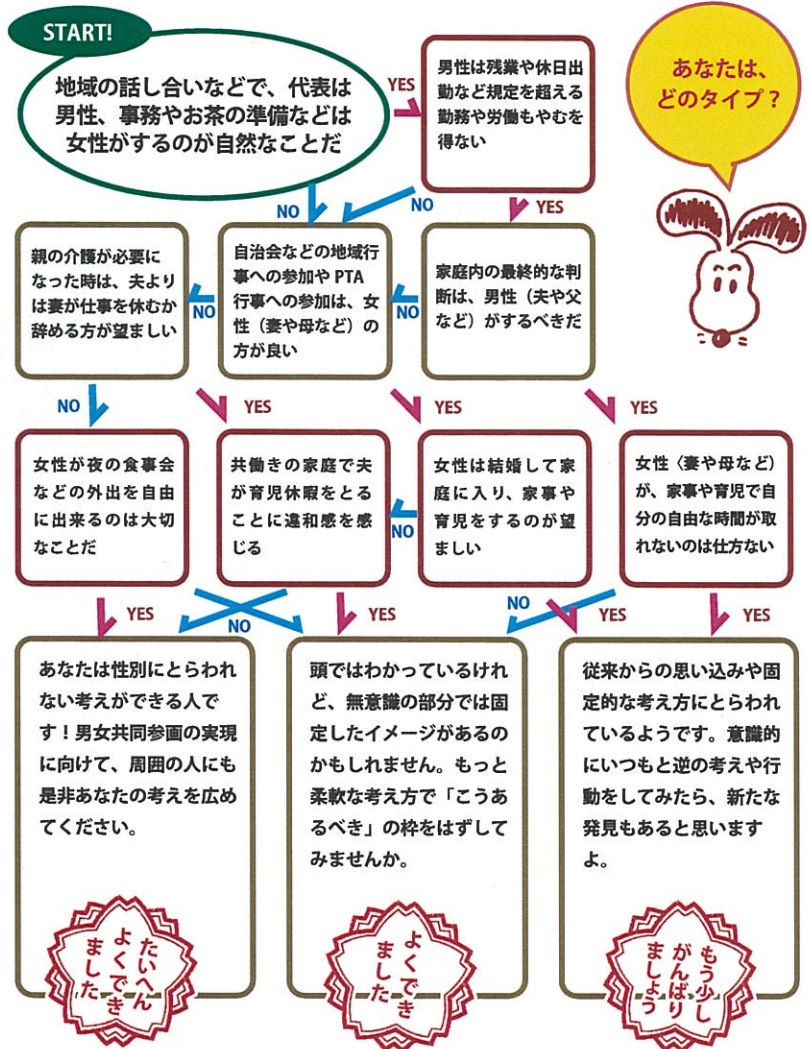 START!
地域の話し合いなどで、代表は
男性、事務やお茶の準備などは
女性がするのが自然なことだ
YES
男性は残業や休日出
勤など規定を超える
勤務や労働もやむを
得ない
あなたは、
どのタイプ？
NO
NO
YES
親の介護が必要に
なった時は、夫より
は妻が仕事を休むか
辞める方が望ましい
NO
自治会などの地域行
事への参加や PTA
行事への参加は、女
性（妻や母など）の
方が良い
NO
家庭内の最終的な判
断は、男性（夫や父
など）がするべきだ
NO
YES
YES
YES
女性が夜の食事会
などの外出を自由
に出来るのは大切
なことだ
共働きの家庭で夫
が育児休暇をとる
ことに違和感を感
じる
NO
女性は結婚して家
庭に入り、家事や
育児をするのが望
ましい
女性〈妻や母など）
が、家事や育児で自
分の自由な時間が取
れないのは仕方ない
YES
NO
YES
NO
YES
YES
あなたは性別にとらわれ
ない考えができる人で
す！男女共同参画の実現
に向けて、周囲の人にも
是非あなたの考えを広め
てください。
たいへん
よくでき
ました
頭ではわかっているけれ
ど、無意識の部分では固
定したイメージがあるの
かもしれません。もっと
柔軟な考え方で「こうあ
るべき」の枠をはずして
みませんか。
よくでき
ました
従来からの思い込みや固
定的な考え方にとらわれ
ているようです。意識的
にいつもと逆の考えや行
動をしてみたら、新たな
発見もあると思います
よ。
もう少し
がんばり
ましょう